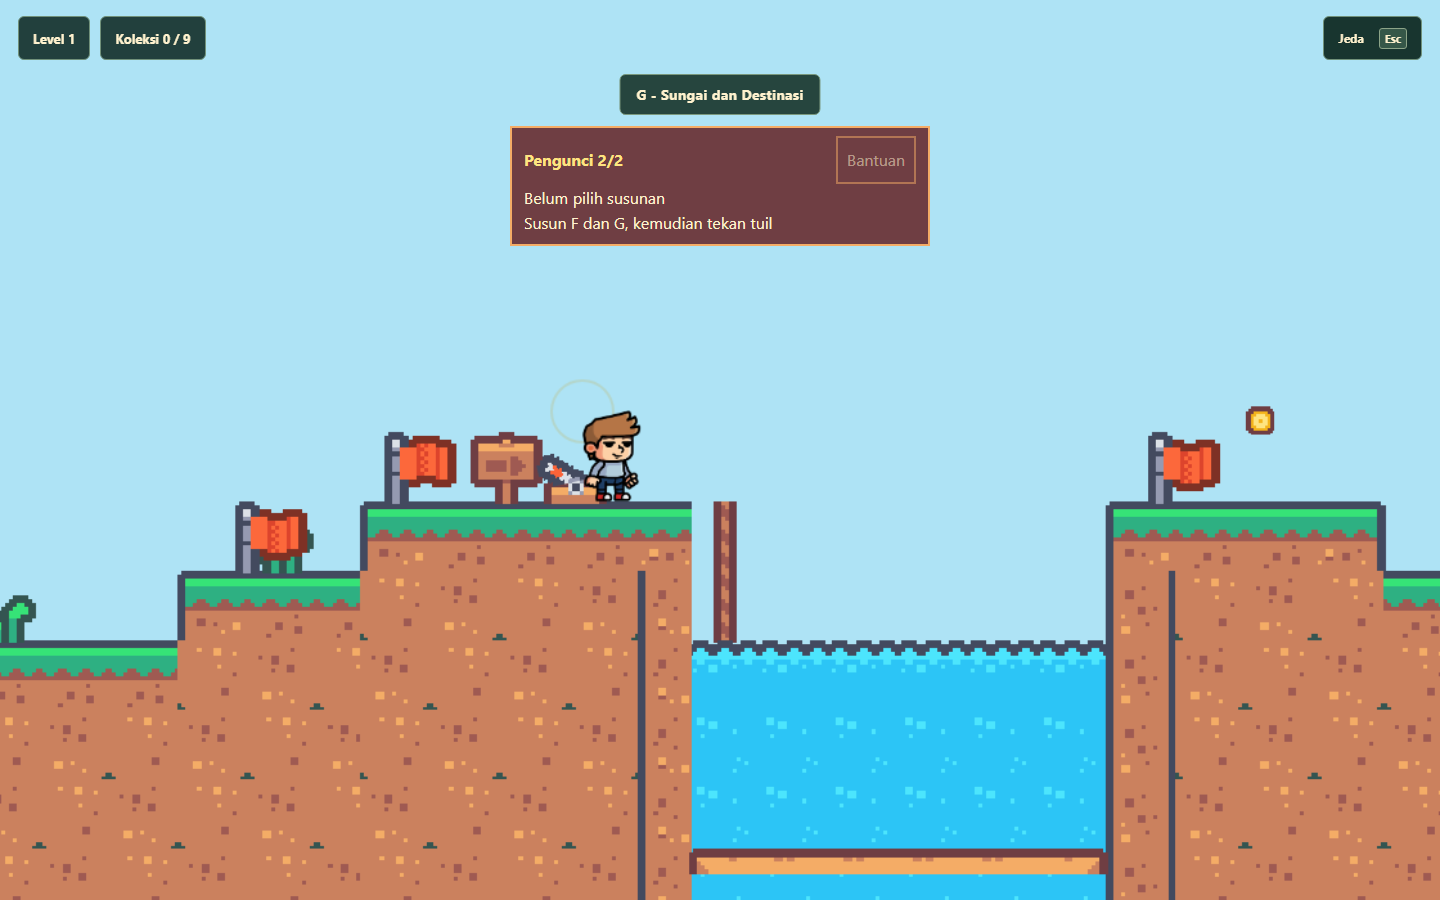 Level 1
Koleksi 0 / 9
Jeda Esc
G - Sungai dan Destinasi
Pengunci 2/2
Bantuan
Belum pilih susunan
Susun F dan G, kemudian tekan tuil